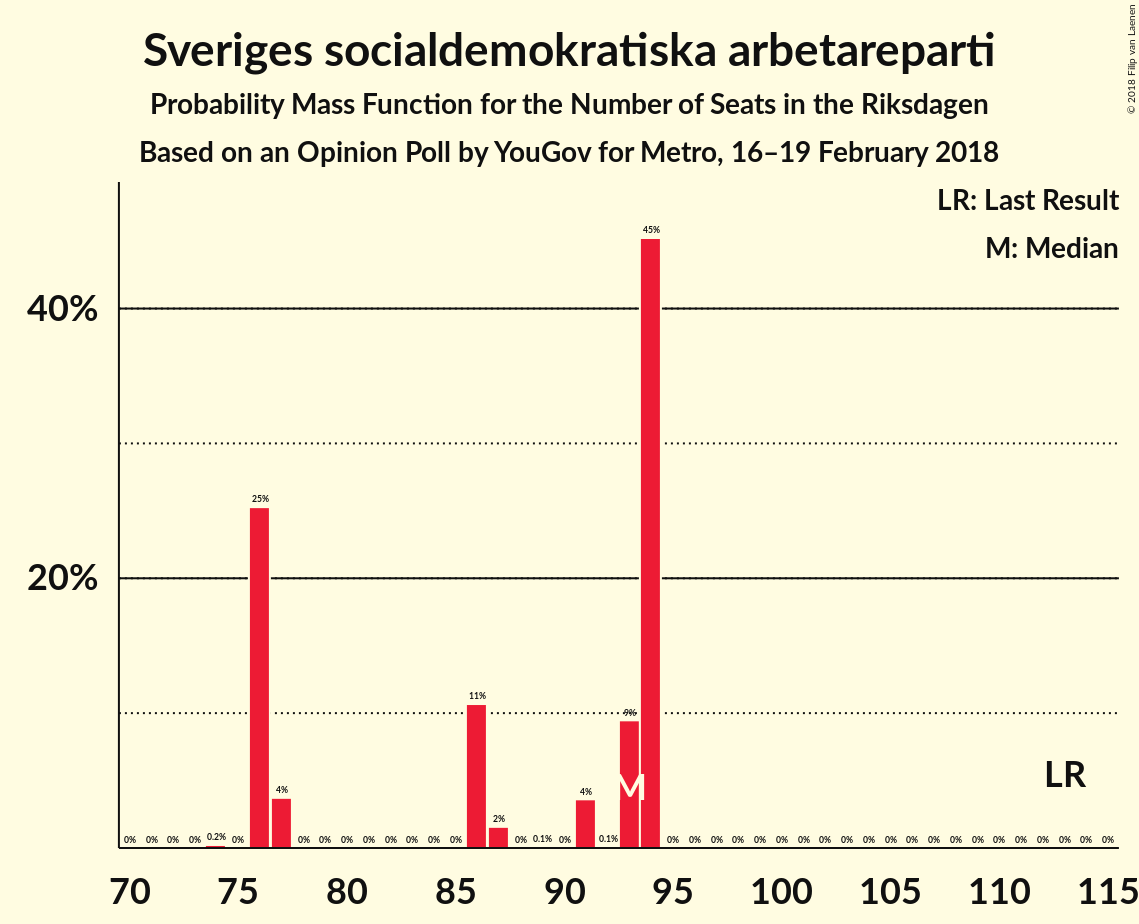 Sveriges socialdemokratiska arbetareparti
Probability Mass Function for the Number of Seats in the Riksdagen
Based on an Opinion Poll by YouGov for Metro, 16–19 February 2018
© 2018 Filip van Laenen
LR: Last Result
M: Median
40%
20%
0% 0% 0% 0% 0.2% 0% 25% 4% 0% 0% 0% 0% 0% 0% 0% 0% 11% 2% 0% 0.1% 0% 4% 0.1% 9% 45% 0% 0% 0% 0% 0% 0% 0% 0% 0% 0% 0% 0% 0% 0% 0% 0% 0% 0% 0% 0% 0%
M
LR
70 75 80 85 90 95 100 105 110 115